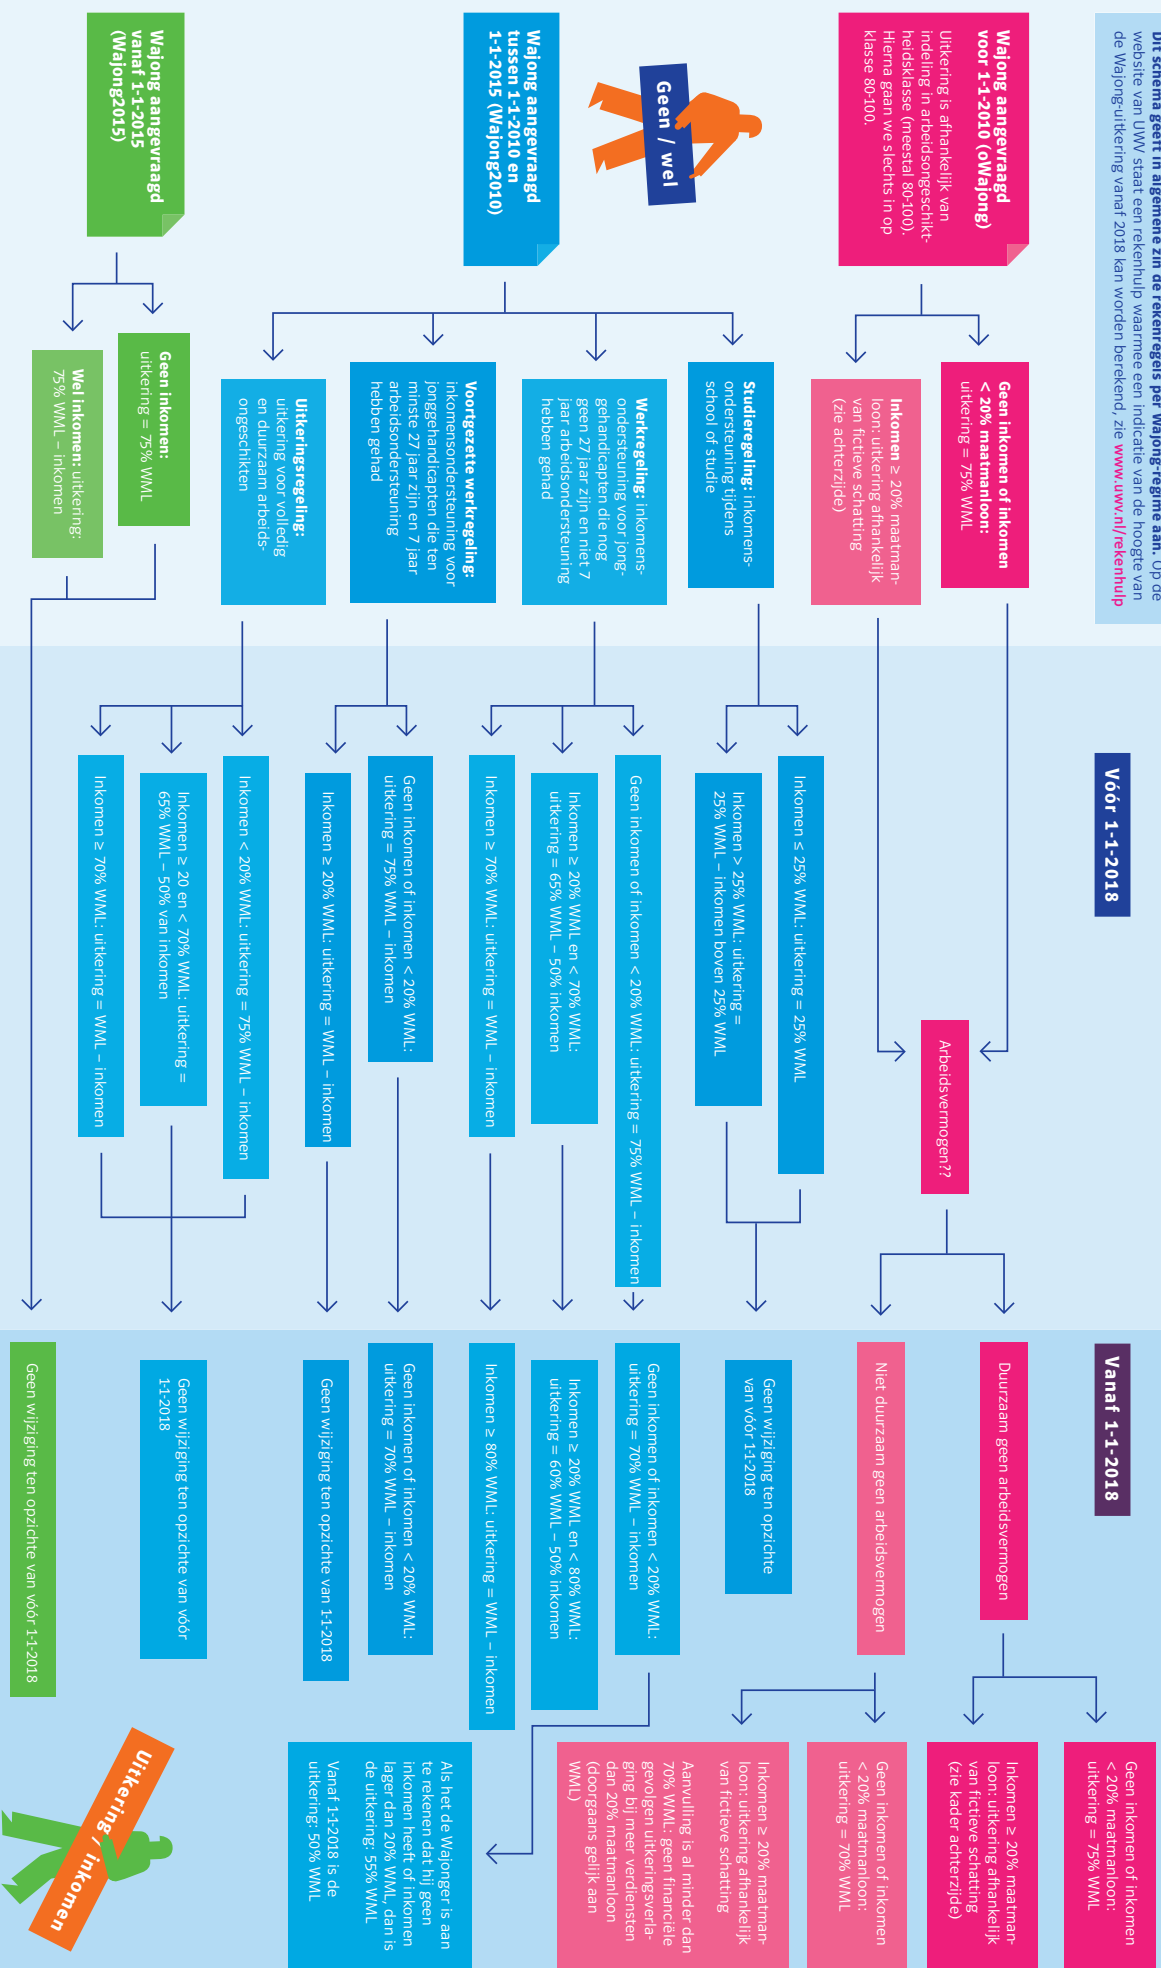 Dit schema geeft in algemene zin de rekenregels per Wajong-regime aan. Op de
website van UWV staat een rekenhulp waarmee een indicatie van de hoogte van
de Wajong-uitkering vanaf 2018 kan worden berekend, zie www.uwv.nl/rekenhulp
Vóór 1-1-2018
Vanaf 1-1-2018
Wajong aangevraagd
voor 1-1-2010 (oWajong)
Uitkering is afhankelijk van
indeling in arbeidsongeschikt-
heidsklasse (meestal 80-100).
Hierna gaan we slechts in op
klasse 80-100.
Geen inkomen of inkomen
< 20% maatmanloon:
uitkering = 75% WML
Inkomen ≥ 20% maatman-
loon: uitkering afhankelijk
van fictieve schatting
(zie achterzijde)
Arbeidsvermogen??
Duurzaam geen arbeidsvermogen
Niet duurzaam geen arbeidsvermogen
Geen inkomen of inkomen
< 20% maatmanloon:
uitkering = 75% WML
Inkomen ≥ 20% maatman-
loon: uitkering afhankelijk
van fictieve schatting
(zie kader achterzijde)
Geen inkomen of inkomen
< 20% maatmanloon:
uitkering = 70% WML
Inkomen ≥ 20% maatman-
loon: uitkering afhankelijk
van fictieve schatting
Aanvulling is al minder dan
70% WML: geen financiële
gevolgen uitkeringsverla-
ging bij meer verdiensten
dan 20% maatmanloon
(doorgaans gelijk aan
WML)
Geen / wel
Wajong aangevraagd
tussen 1-1-2010 en
1-1-2015 (Wajong2010)
Studieregeling: inkomens-
ondersteuning tijdens
school of studie
Werkregeling: inkomens-
ondersteuning voor jong-
gehandicapten die nog
geen 27 jaar zijn en niet 7
jaar arbeidsondersteuning
hebben gehad
Voortgezette werkregeling:
inkomensondersteuning voor
jonggehandicapten die ten
minste 27 jaar zijn en 7 jaar
arbeidsondersteuning
hebben gehad
Uitkeringsregeling:
uitkering voor volledig
en duurzaam arbeids-
ongeschikten
Inkomen ≤ 25% WML: uitkering = 25% WML
Inkomen > 25% WML: uitkering =
25% WML – inkomen boven 25% WML
Geen inkomen of inkomen < 20% WML: uitkering = 75% WML – inkomen
Inkomen ≥ 20% WML en < 70% WML:
uitkering = 65% WML – 50% inkomen
Inkomen ≥ 70% WML: uitkering = WML – inkomen
Geen inkomen of inkomen < 20% WML:
uitkering = 75% WML – inkomen
Inkomen ≥ 20% WML: uitkering = WML – inkomen
Inkomen < 20% WML: uitkering = 75% WML – inkomen
Inkomen ≥ 20 en < 70% WML: uitkering =
65% WML – 50% van inkomen
Inkomen ≥ 70% WML: uitkering = WML – inkomen
Geen wijziging ten opzichte
van vóór 1-1-2018
Geen inkomen of inkomen < 20% WML:
uitkering = 70% WML – inkomen
Inkomen ≥ 20% WML en < 80% WML:
uitkering = 60% WML – 50% inkomen
Inkomen ≥ 80% WML: uitkering = WML – inkomen
Geen inkomen of inkomen < 20% WML:
uitkering = 70% WML – inkomen
Geen wijziging ten opzichte van 1-1-2018
Geen wijziging ten opzichte van vóór
1-1-2018
Als het de Wajonger is aan
te rekenen dat hij geen
inkomen heeft of inkomen
lager dan 20% WML, dan is
de uitkering: 55% WML
Vanaf 1-1-2018 is de
uitkering: 50% WML
Wajong aangevraagd
vanaf 1-1-2015
(Wajong2015)
Geen inkomen:
uitkering = 75% WML
Wel inkomen: uitkering:
75% WML – inkomen
Geen wijziging ten opzichte van vóór 1-1-2018
Uitkering / inkomen